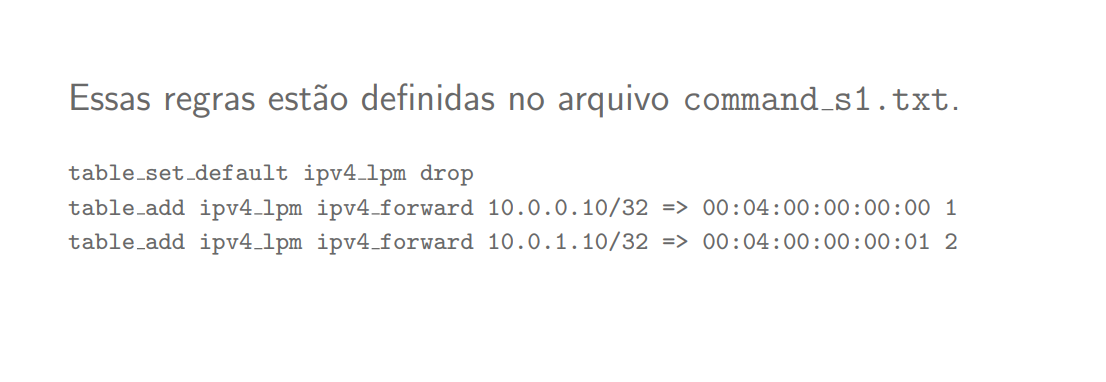 Essas regras estão definidas no arquivo command_s1.txt.
table_set_default ipv4_lpm drop
table_add ipv4_lpm ipv4_forward 10.0.0.10/32 => 00:04:00:00:00:00 1
table_add ipv4_lpm ipv4_forward 10.0.1.10/32 => 00:04:00:00:00:01 2